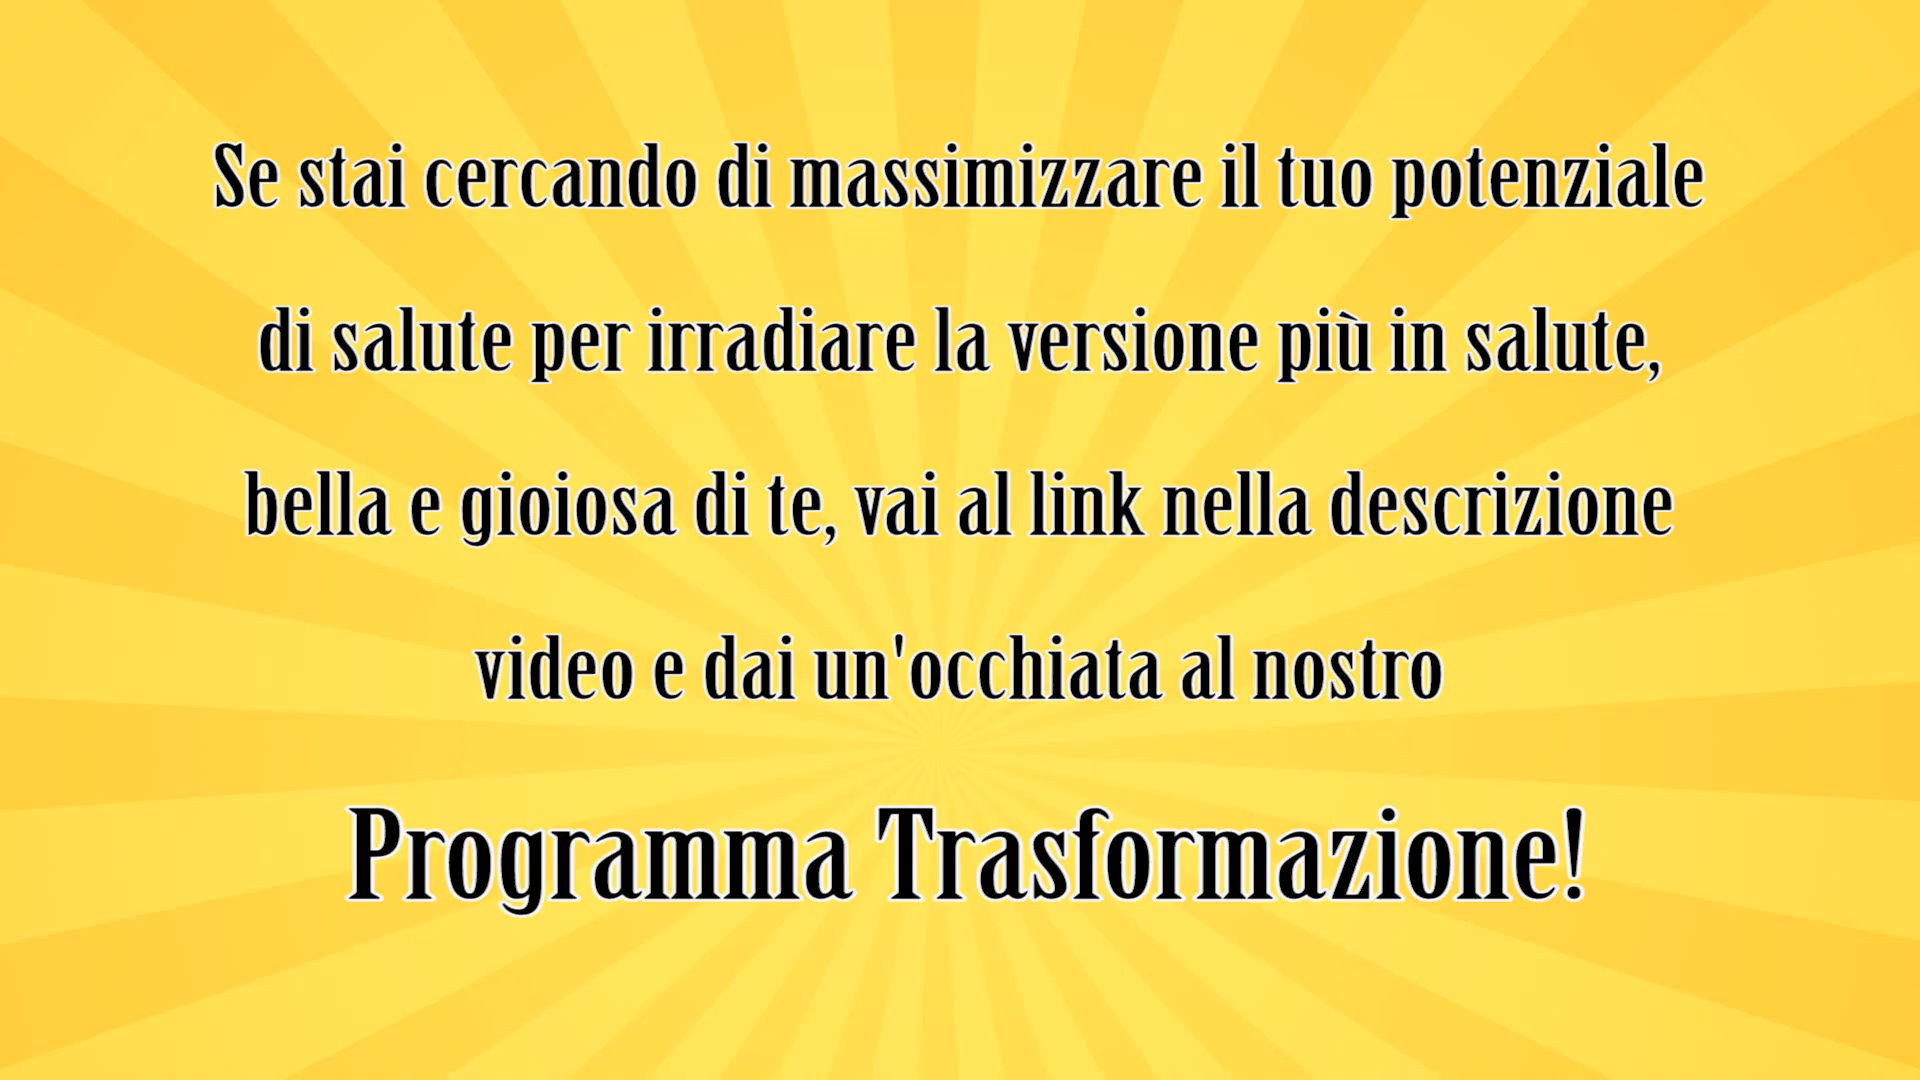 Se stai cercando di massimizzare il tuo potenziale
di salute per irradiare la versione più in salute,
bella e gioiosa di te, vai al link nella descrizione
video e dai un'occhiata al nostro
Programma Trasformazione!